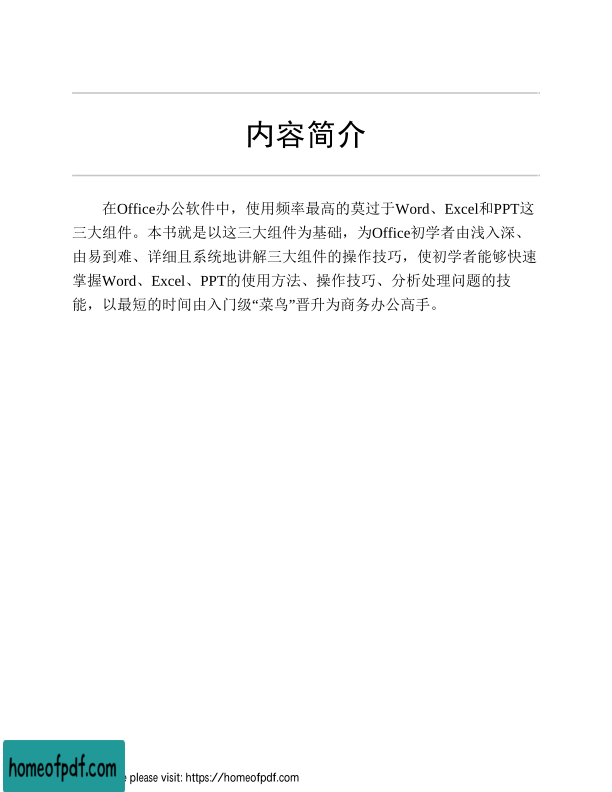 内容简介
在Office办公软件中，使用频率最高的莫过于Word、Excel和PPT这
三大组件。本书就是以这三大组件为基础，为Office初学者由浅入深、
由易到难、详细且系统地讲解三大组件的操作技巧，使初学者能够快速
掌握Word、Excel、PPT的使用方法、操作技巧、分析处理问题的技
能，以最短的时间由入门级“菜鸟”晋升为商务办公高手。
homeofpdf.com
please visit: https://homeofpdf.com